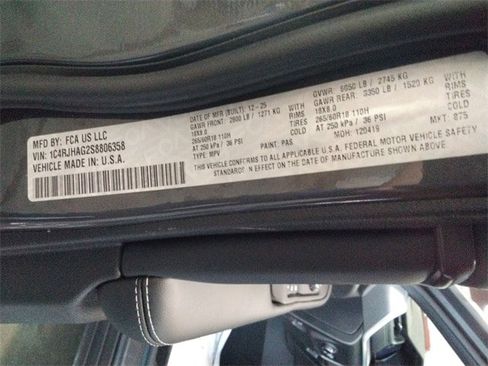 MFD BY: FCA US LLC
VIN: 1C4RJHAG2S8806358
VEHICLE MADE IN: U.S.A.
DATE OF MFG (BUILT): 12-25
GAWR FRONT: 2800 LB / 1271 KG
18X8.0
265/60R18 110H
AT 250 kPa / 36 PSI
TYPE: MPV
PAINT: PAS
GVWR: 6050 LB / 2745 KG
GAWR REAR: 3350 LB / 1520 KG
18X8.0 RIMS
265/60R18 110H TIRES
AT 250 kPa / 36 PSI
MDH: 120419
WITH
RIMS
TIRES
COLD
MYT: 875
THIS VEHICLE CONFORMS TO ALL APPLICABLE U.S.A. FEDERAL MOTOR VEHICLE SAFETY
STANDARDS IN EFFECT ON THE DATE OF MANUFACTURE SHOWN ABOVE.